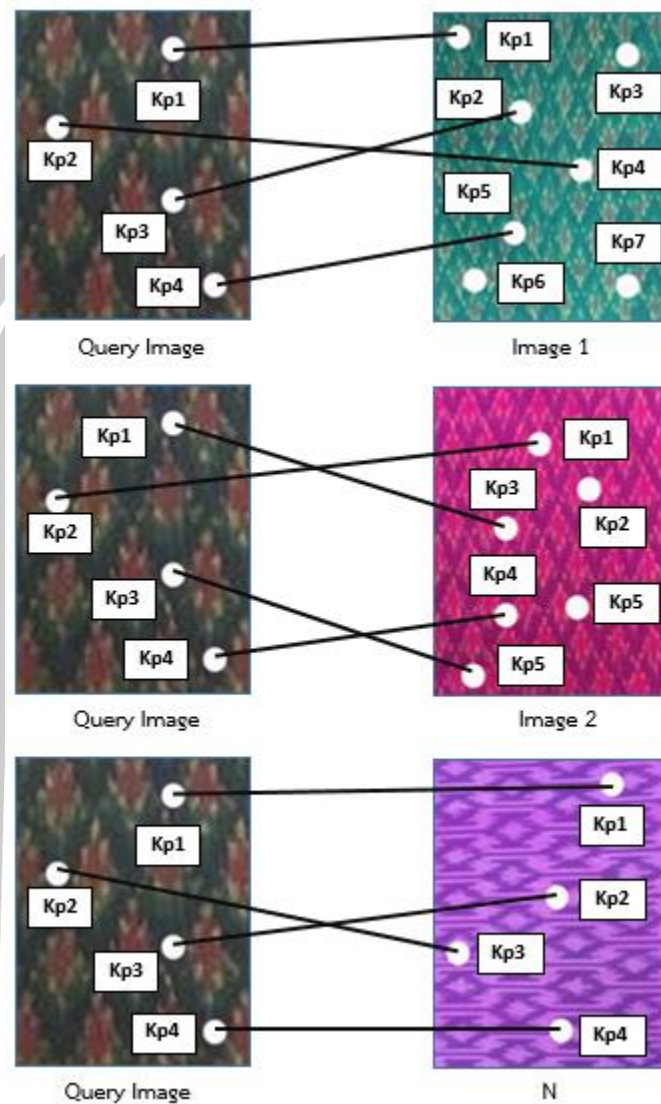 Kp1
Kp2
Kp3
Kp4
Query Image
Kp1
Kp3
Kp2
Kp4
Kp5
Kp7
Kp6
Image 1
Kp1
Kp2
Kp3
Kp4
Query Image
Kp1
Kp3
Kp2
Kp4
Kp5
Kp5
Image 2
Kp1
Kp2
Kp3
Kp4
Query Image
Kp1
Kp2
Kp3
Kp4
N